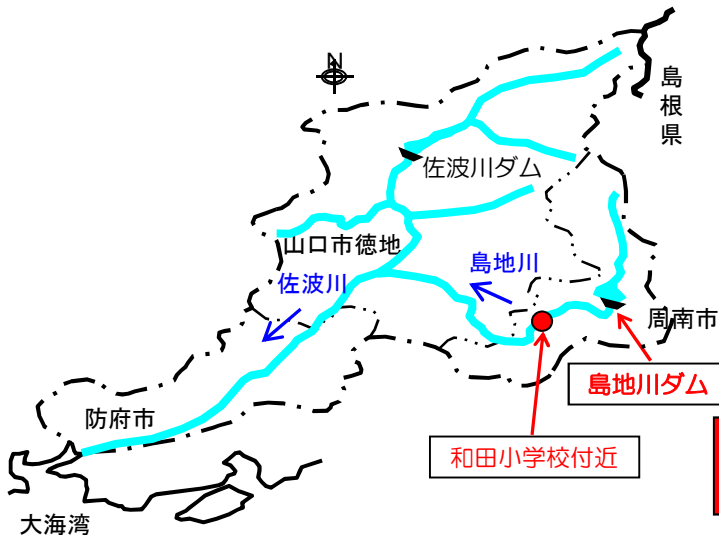 N
島根県
佐波川ダム
山口市徳地
島地川
佐波川
周南市
島地川ダム
防府市
和田小学校付近
大海湾